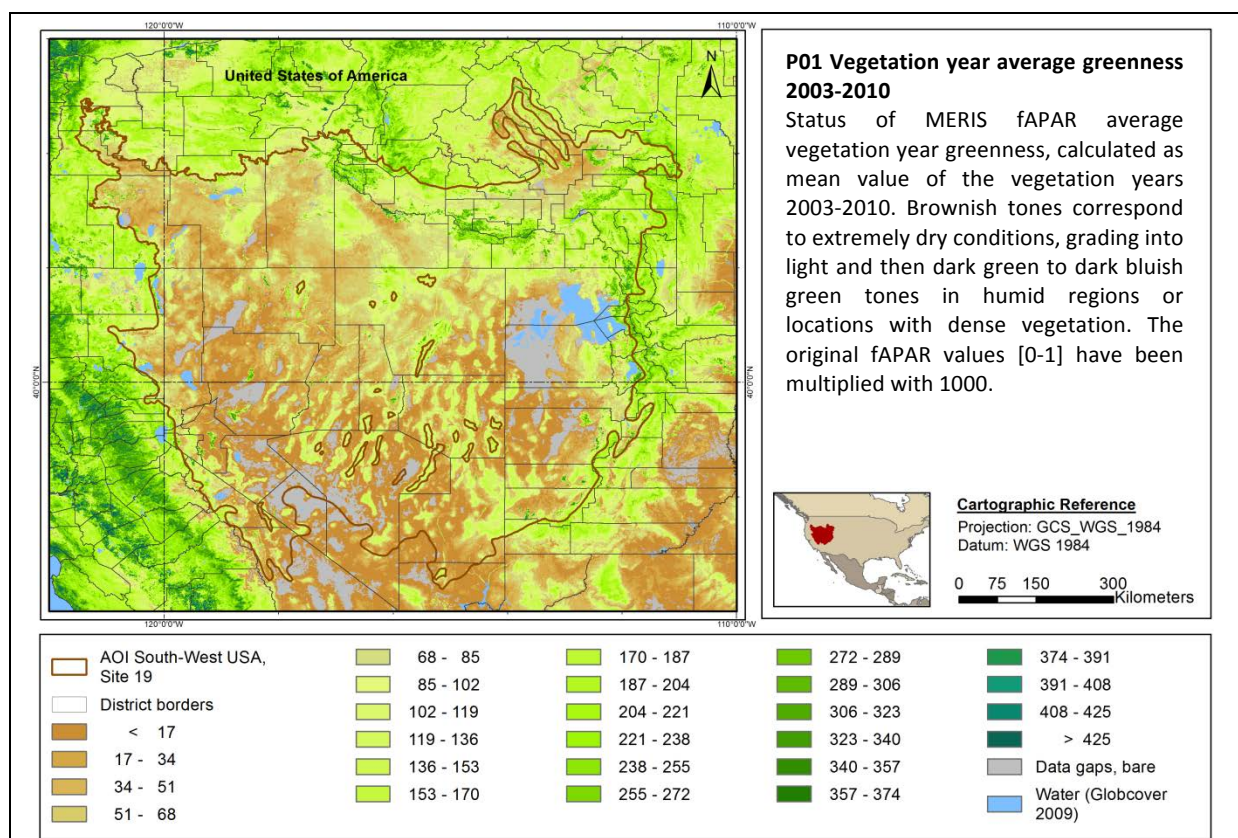 120°0'0"W
110°0'0"W
United States of America
N
40°0'0"N
40°0'0"N
120°0'0"W
110°0'0"W
P01 Vegetation year average greenness
2003-2010
Status of MERIS fAPAR average
vegetation year greenness, calculated as
mean value of the vegetation years
2003-2010. Brownish tones correspond
to extremely dry conditions, grading into
light and then dark green to dark bluish
green tones in humid regions or
locations with dense vegetation. The
original fAPAR values [0-1] have been
multiplied with 1000.
Cartographic Reference
Projection: GCS_WGS_1984
Datum: WGS 1984
0 75 150 300
Kilometers
AOI South-West USA,
Site 19
District borders
< 17
17 - 34
34 - 51
51 - 68
68 - 85
85 - 102
102 - 119
119 - 136
136 - 153
153 - 170
170 - 187
187 - 204
204 - 221
221 - 238
238 - 255
255 - 272
272 - 289
289 - 306
306 - 323
323 - 340
340 - 357
357 - 374
374 - 391
391 - 408
408 - 425
> 425
Data gaps, bare
Water (Globcover
2009)